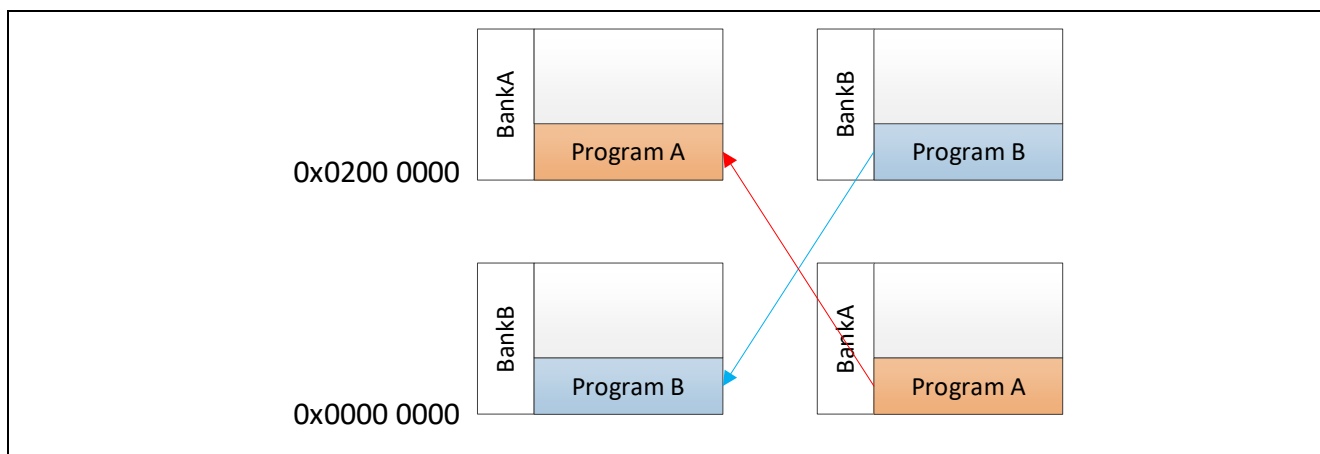 BankA
Program A
BankB
Program B
0x0200 0000
BankB
Program B
BankA
Program A
0x0000 0000